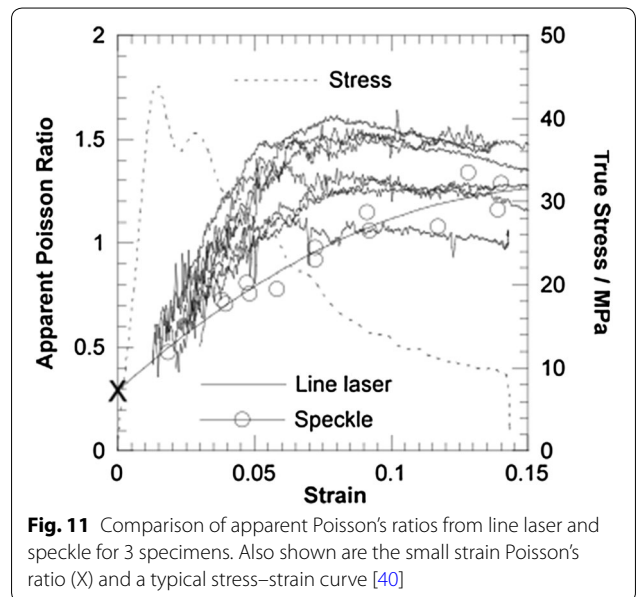 2
50
Stress
40
1.5
30
1
20
0.5
10
Line laser
Speckle
X
0
0
0
0.05
0.1
0.15
Strain
Apparent Poisson Ratio
True Stress / MPa
Fig. 11 Comparison of apparent Poisson's ratios from line laser and
speckle for 3 specimens. Also shown are the small strain Poisson's
ratio (X) and a typical stress–strain curve [40]